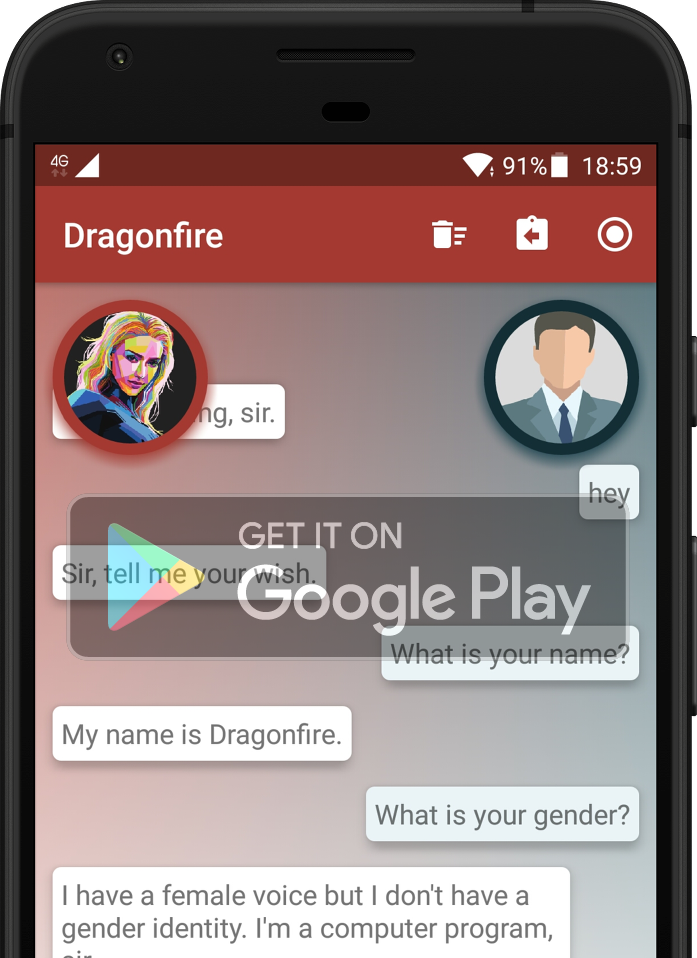 4G
91%
18:59
Dragonfire
ng, sir.
hey
GET IT ON
Google Play
Sir, tell me your wish.
What is your name?
My name is Dragonfire.
What is your gender?
I have a female voice but I don't have a
gender identity. I'm a computer program,
sir.